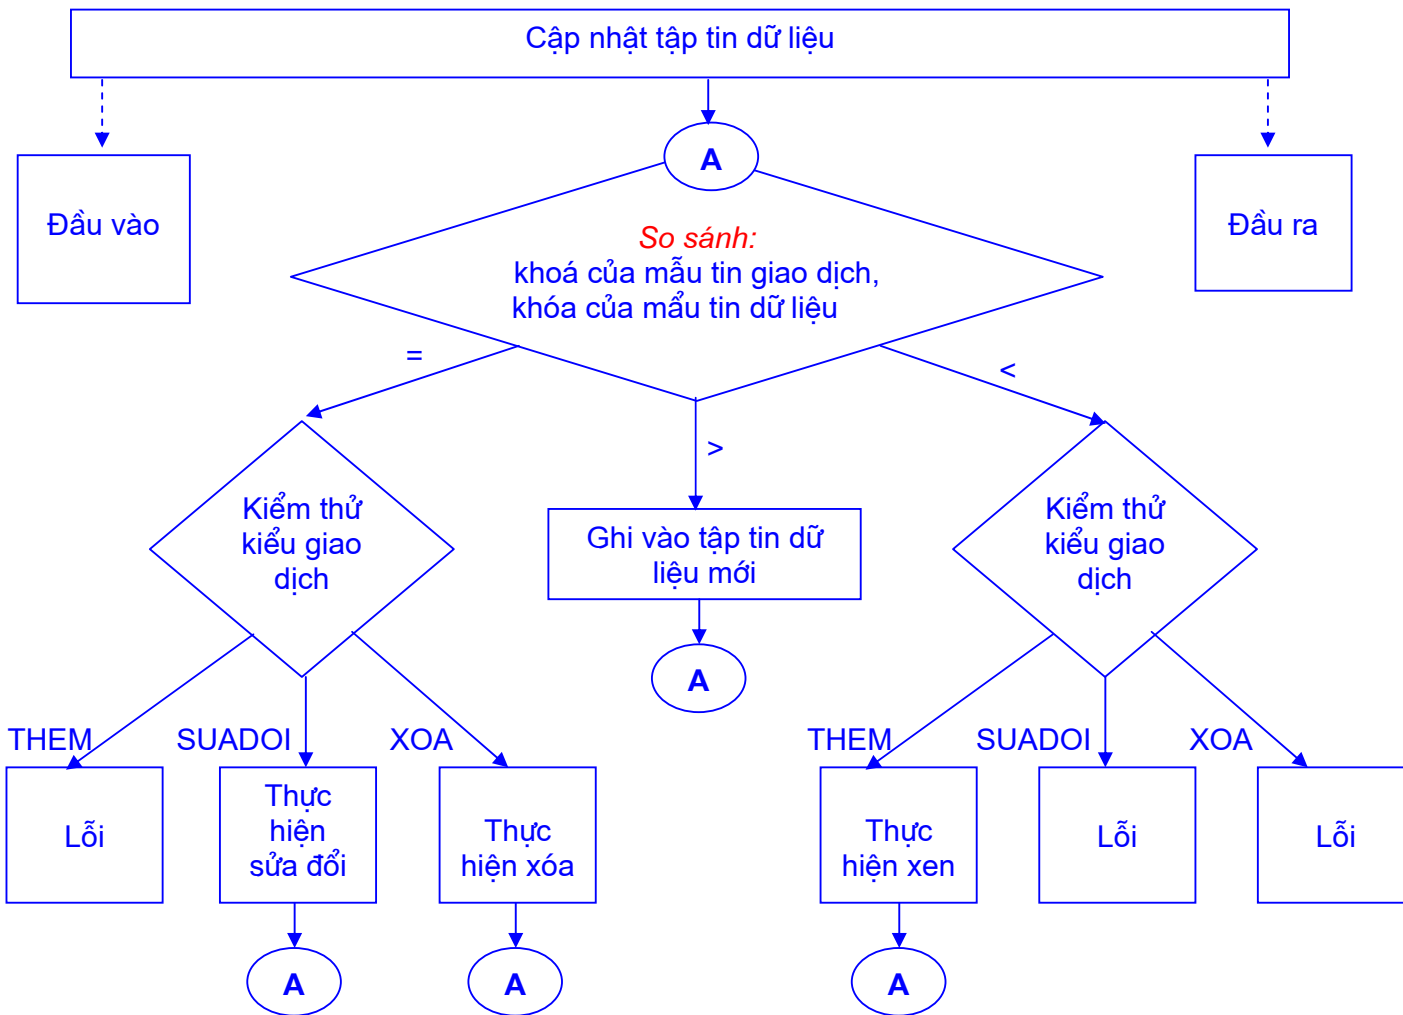 Cập nhật tập tin dữ liệu
A
Đầu vào
Đầu ra
So sánh:
khoá của mẫu tin giao dịch,
khóa của mẩu tin dữ liệu
=
<
>
Kiểm thử
kiểu giao
dịch
Ghi vào tập tin dữ
liệu mới
Kiểm thử
kiểu giao
dịch
A
THEM
SUADOI
XOA
THEM
SUADOI
XOA
Lỗi
Thực
hiện
sửa đổi
Thực
hiện xóa
Thực
hiện xen
Lỗi
Lỗi
A
A
A